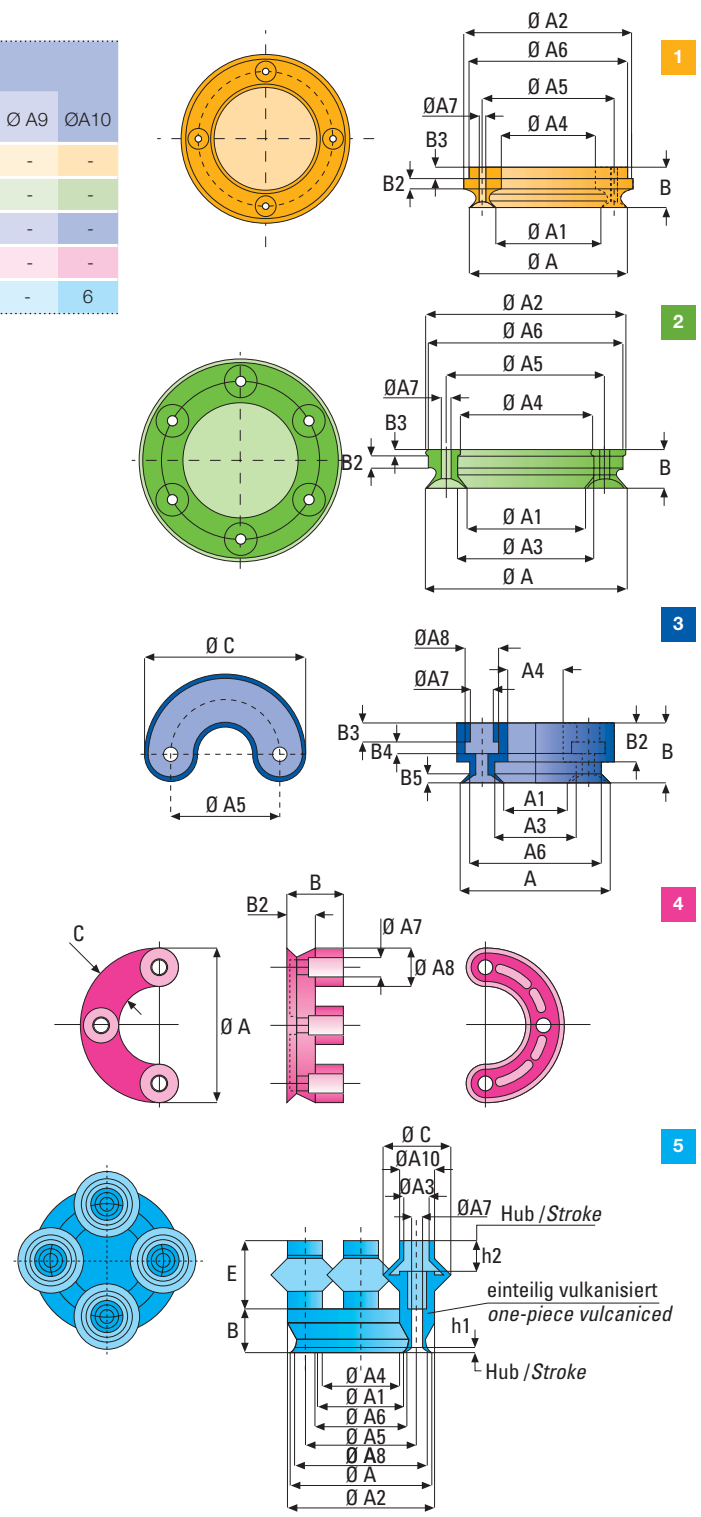 Ø A9 ØA10
- -
- -
- -
- -
- 6
1
Ø A2
Ø A6
Ø A5
ØA7
Ø A4
B3
B2
B
Ø A1
Ø A
2
Ø A2
Ø A6
Ø A5
ØA7
Ø A4
B3
B2
B
Ø A1
Ø A3
Ø A
3
Ø C
Ø A5
ØA8
ØA7
A4
B3
B4
B5
B2
B
A1
A3
A6
A
4
C
Ø A
B
B2
Ø A7
Ø A8
5
Ø C
ØA10
ØA3
ØA7
Hub /Stroke
h2
E
einteilig vulkanisiert
one-piece vulcaniced
B
h1
Hub /Stroke
Ø A4
Ø A1
Ø A6
Ø A5
Ø A8
Ø A
Ø A2